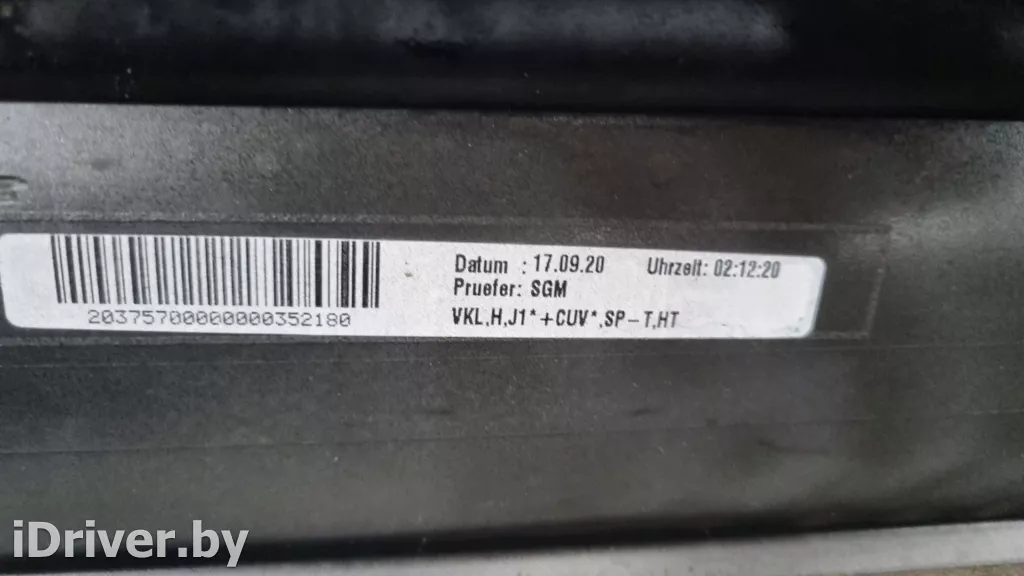 20375700000000352180
Datum : 17.09.20 Uhrzeit: 02:12:20
Pruefer: SGM
VKL,H,J1*+CUV*,SP-T,HT
iDriver.by